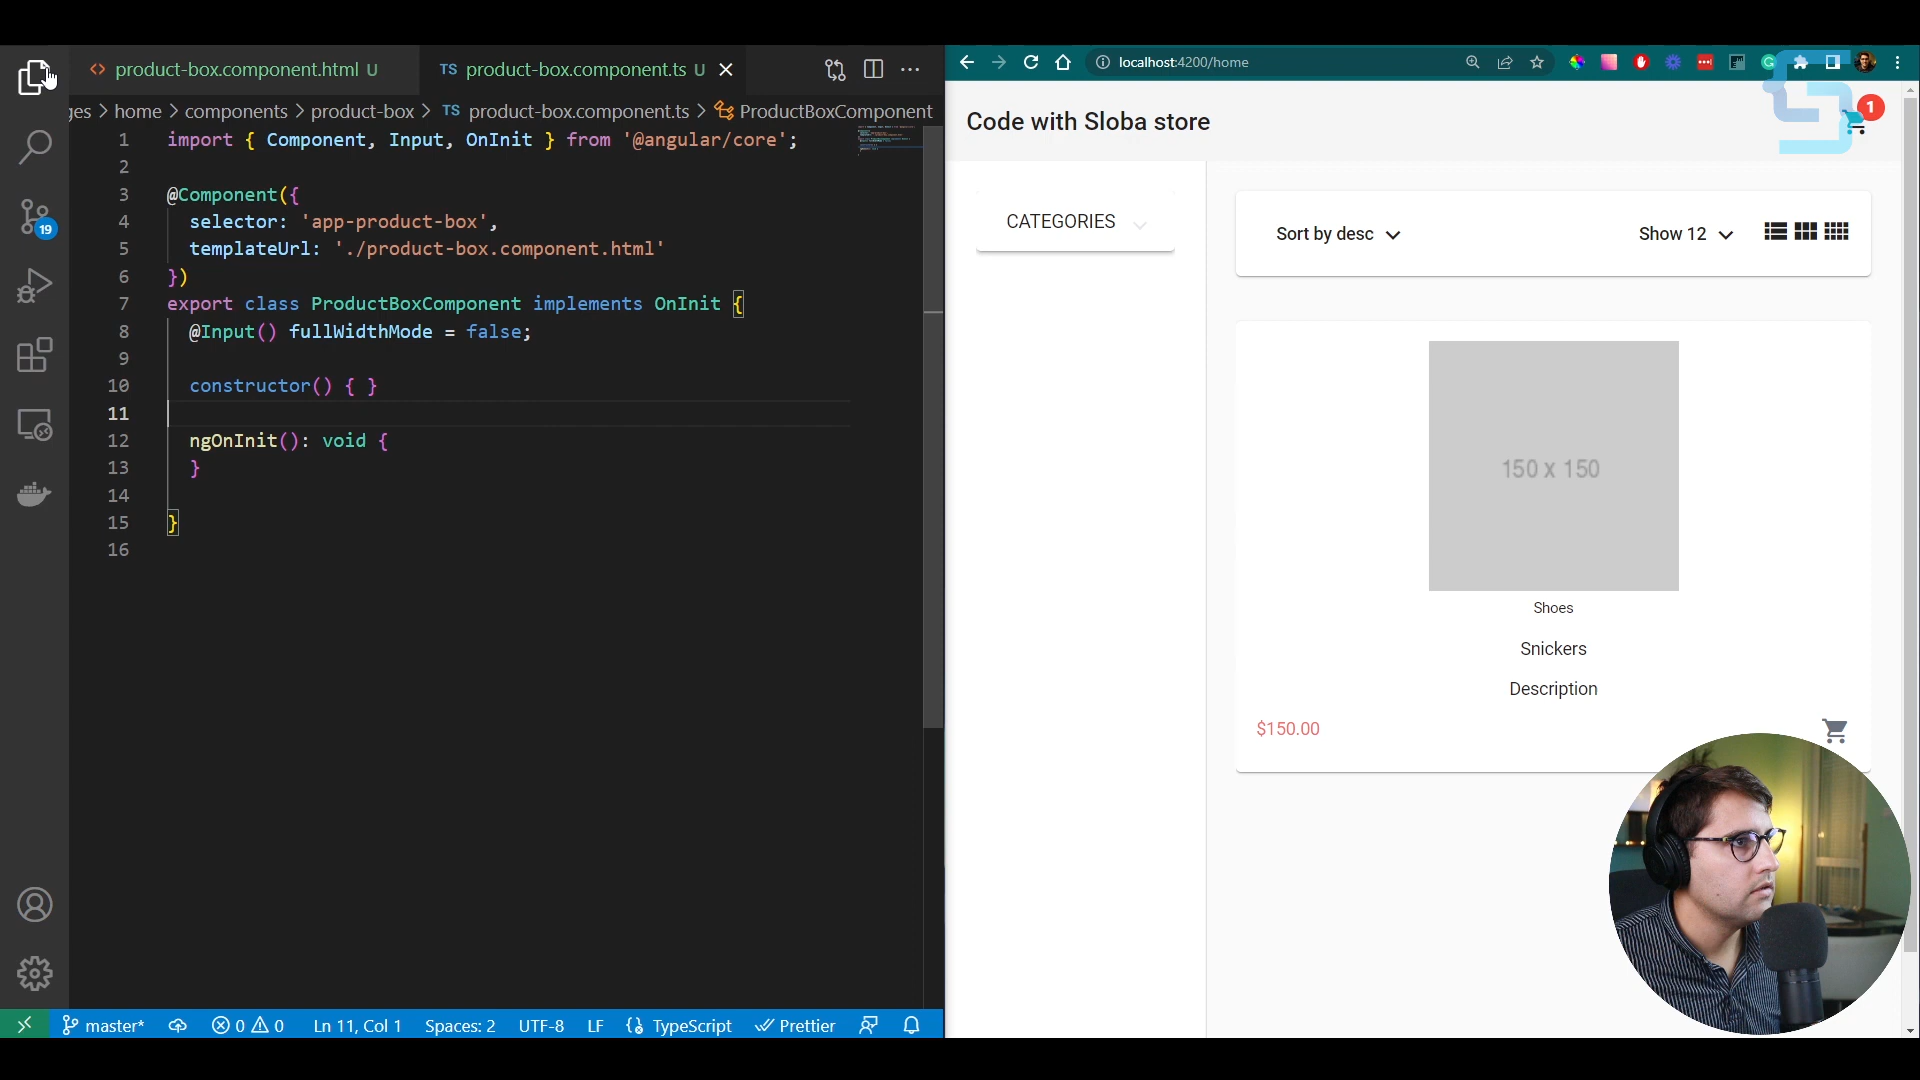 product-box.component.html U
TS product-box.component.ts U
ges > home > components > product-box > TS product-box.component.ts > ProductBoxComponent
1 import { Component, Input, OnInit } from '@angular/core';
2
3 @Component({
4 selector: 'app-product-box',
5 templateUrl: './product-box.component.html'
6 })
7 export class ProductBoxComponent implements OnInit {
8 @Input() fullWidthMode = false;
9
10 constructor() { }
11
12 ngOnInit(): void {
13 }
14
15 }
16
19
master* 0 0 Ln 11, Col 1 Spaces: 2 UTF-8 LF TypeScript Prettier
localhost:4200/home
Code with Sloba store
1
CATEGORIES
Sort by desc
Show 12
150 x 150
Shoes
Snickers
Description
$150.00